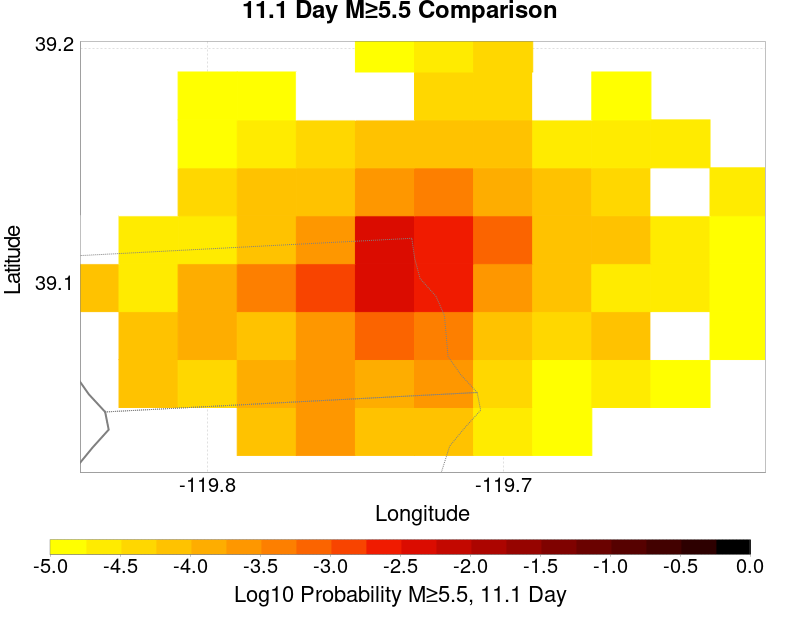 11.1 Day M≥5.5 Comparison
39.2
39.1
Latitude
-119.8 -119.7
Longitude
-5.0 -4.5 -4.0 -3.5 -3.0 -2.5 -2.0 -1.5 -1.0 -0.5 0.0
Log10 Probability M≥5.5, 11.1 Day